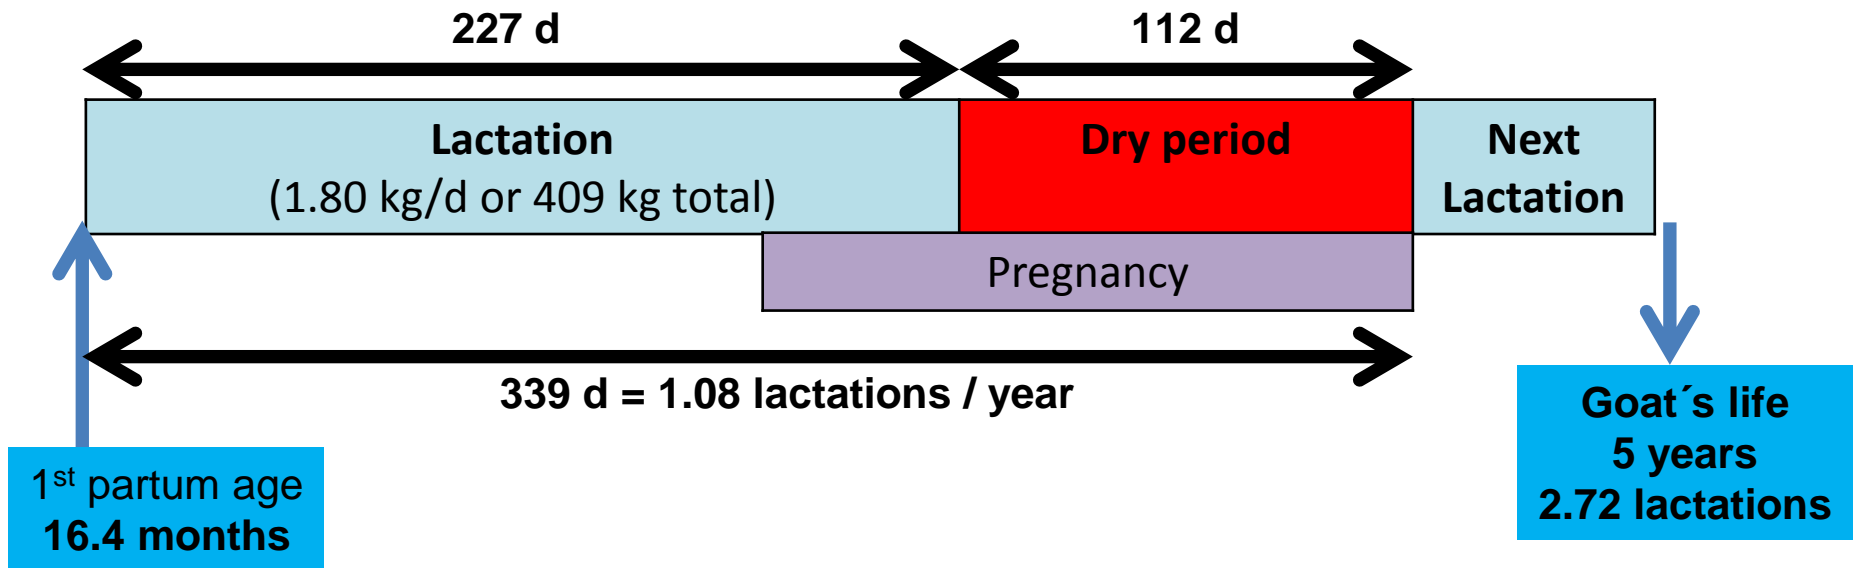 227 d
112 d
Lactation
(1.80 kg/d or 409 kg total)
Dry period
Next
Lactation
Pregnancy
339 d = 1.08 lactations / year
1st partum age
16.4 months
Goat´s life
5 years
2.72 lactations